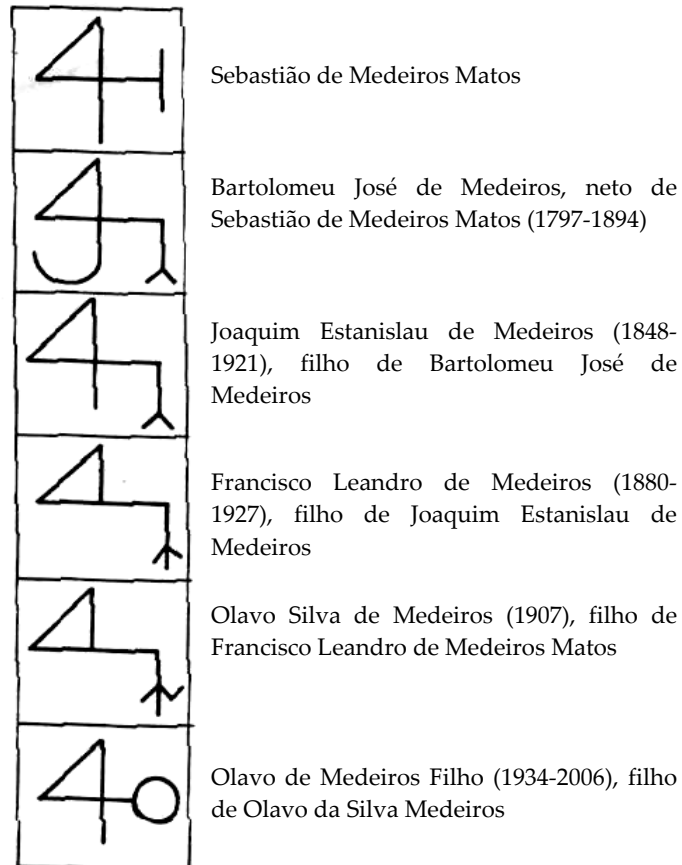 Sebastião de Medeiros Matos
Bartolomeu José de Medeiros, neto de
Sebastião de Medeiros Matos (1797-1894)
Joaquim Estanislau de Medeiros (1848-
1921), filho de Bartolomeu José de
Medeiros
Francisco Leandro de Medeiros (1880-
1927), filho de Joaquim Estanislau de
Medeiros
Olavo Silva de Medeiros (1907), filho de
Francisco Leandro de Medeiros Matos
Olavo de Medeiros Filho (1934-2006), filho
de Olavo da Silva Medeiros